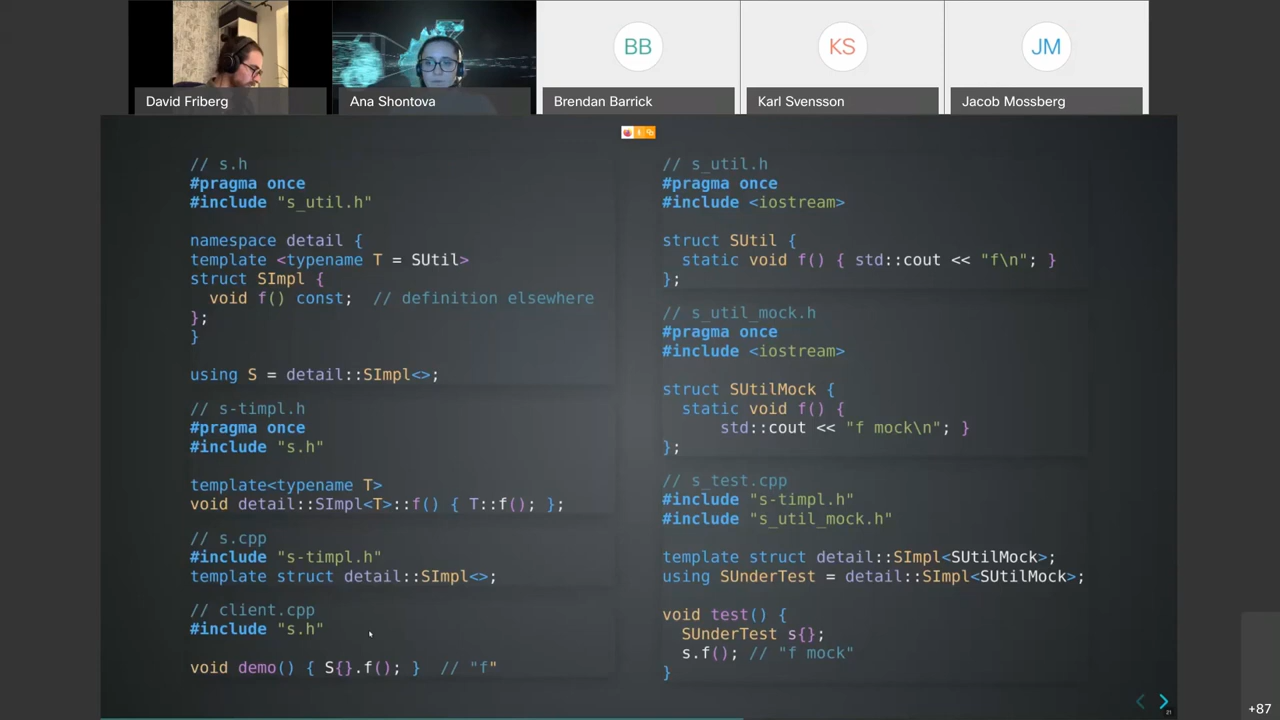 David Friberg
Ana Shontova
BB
Brendan Barrick
KS
Karl Svensson
JM
Jacob Mossberg
// s.h
#pragma once
#include "s_util.h"
namespace detail {
template <typename T = SUtil>
struct SImpl {
void f() const;  // definition elsewhere
};
}
using S = detail::SImpl<>;
// s-timpl.h
#pragma once
#include "s.h"
template<typename T>
void detail::SImpl<T>::f() { T::f(); };
// s.cpp
#include "s-timpl.h"
template struct detail::SImpl<>;
// client.cpp
#include "s.h"
void demo() { S{}.f(); }  // "f"
// s_util.h
#pragma once
#include <iostream>
struct SUtil {
static void f() { std::cout << "f\n"; }
};
// s_util_mock.h
#pragma once
#include <iostream>
struct SUtilMock {
static void f() {
std::cout << "f mock\n"; }
};
// s_test.cpp
#include "s-timpl.h"
#include "s_util_mock.h"
template struct detail::SImpl<SUtilMock>;
using SUnderTest = detail::SImpl<SUtilMock>;
void test() {
SUnderTest s{};
s.f(); // "f mock"
}
21
+87